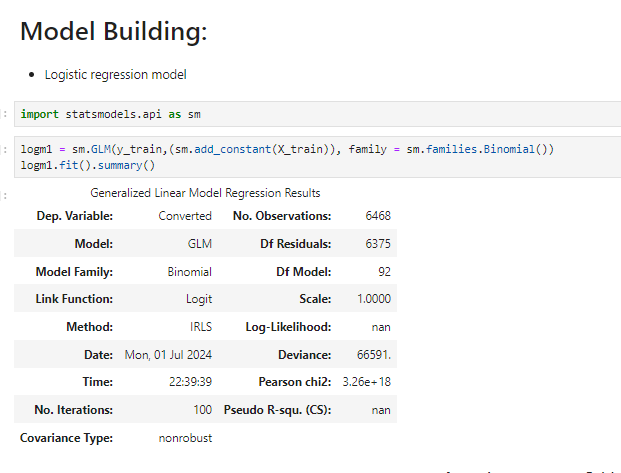 Model Building:
• Logistic regression model
import statsmodels.api as sm
logm1 = sm.GLM(y_train,(sm.add_constant(X_train)), family = sm.families.Binomial())
logm1.fit().summary()
Generalized Linear Model Regression Results
Dep. Variable: Converted No. Observations: 6468
Model: GLM Df Residuals: 6375
Model Family: Binomial Df Model: 92
Link Function: Logit Scale: 1.0000
Method: IRLS Log-Likelihood: nan
Date: Mon, 01 Jul 2024 Deviance: 66591.
Time: 22:39:39 Pearson chi2: 3.26e+18
No. Iterations: 100 Pseudo R-squ. (CS): nan
Covariance Type: nonrobust